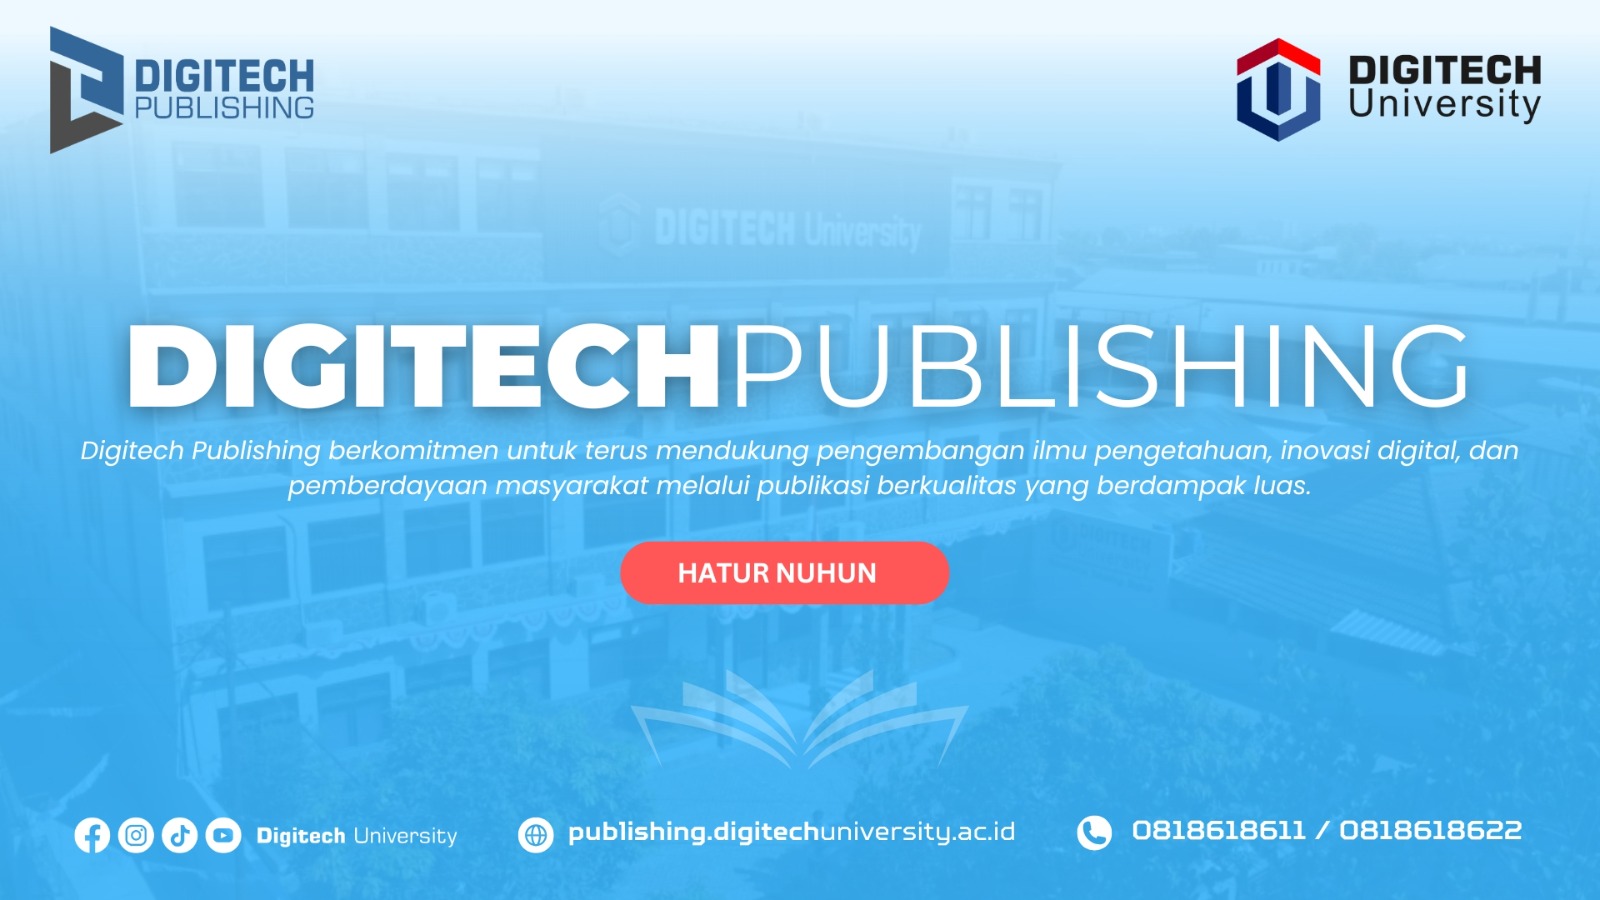 DIGITECH
PUBLISHING
DIGITECH
University
DIGITECH University
DIGITECHPUBLISHING
Digitech Publishing berkomitmen untuk terus mendukung pengembangan ilmu pengetahuan, inovasi digital, dan
pemberdayaan masyarakat melalui publikasi berkualitas yang berdampak luas.
HATUR NUHUN
Digitech University
publishing.digitechuniversity.ac.id
0818618611 / 0818618622